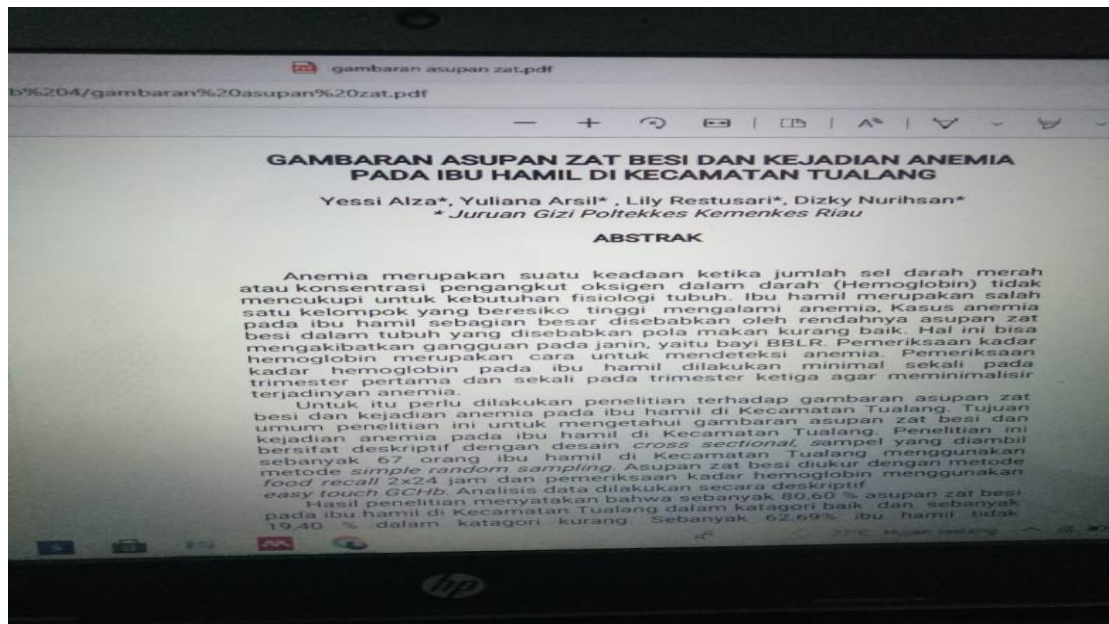 gambaran asupan zat.pdf
b%204/gambaran%20asupan%20zat.pdf
GAMBARAN ASUPAN ZAT BESI DAN KEJADIAN ANEMIA
PADA IBU HAMIL DI KECAMATAN TUALANG
Yessi Alza*, Yuliana Arsil*, Lily Restusari*, Dizky Nurihsan*
* Juruan Gizi Poltekkes Kemenkes Riau
ABSTRAK
Anemia merupakan suatu keadaan ketika jumlah sel darah merah
atau konsentrasi pengangkut oksigen dalam darah (Hemoglobin) tidak
mencukupi untuk kebutuhan fisiologi tubuh. Ibu hamil merupakan salah
satu kelompok yang beresiko tinggi mengalami anemia, Kasus anemia
pada ibu hamil sebagian besar disebabkan oleh rendahnya asupan zat
besi dalam tubuh yang disebabkan pola makan kurang baik. Hal ini bisa
mengakibatkan gangguan pada janin, yaitu bayi BBLR. Pemeriksaan kadar
hemoglobin merupakan cara untuk mendeteksi anemia. Pemeriksaan
kadar hemoglobin pada ibu hamil dilakukan minimal sekali pada
trimester pertama dan sekali pada trimester ketiga agar meminimalisir
terjadinyan anemia.
Untuk itu perlu dilakukan penelitian terhadap gambaran asupan zat
besi dan kejadian anemia pada ibu hamil di Kecamatan Tualang. Tujuan
umum penelitian ini untuk mengetahui gambaran asupan zat besi dan
kejadian anemia pada ibu hamil di Kecamatan Tualang. Penelitian ini
bersifat deskriptif dengan desain cross sectional, sampel yang diambil
sebanyak 67 orang ibu hamil di Kecamatan Tualang menggunakan
metode simple random sampling. Asupan zat besi diukur dengan metode
food recall 2x24 jam dan pemeriksaan kadar hemoglobin menggunakan
easy touch GCHb. Analisis data dilakukan secara deskriptif
Hasil penelitian menyatakan bahwa sebanyak 80,60 % asupan zat besi
pada ibu hamil di Kecamatan Tualang dalam katagori baik dan sebanyak
19,40 % dalam katagori kurang. Sebanyak 62.69% ibu hamil tidak
27°C Hujan sedang
hp